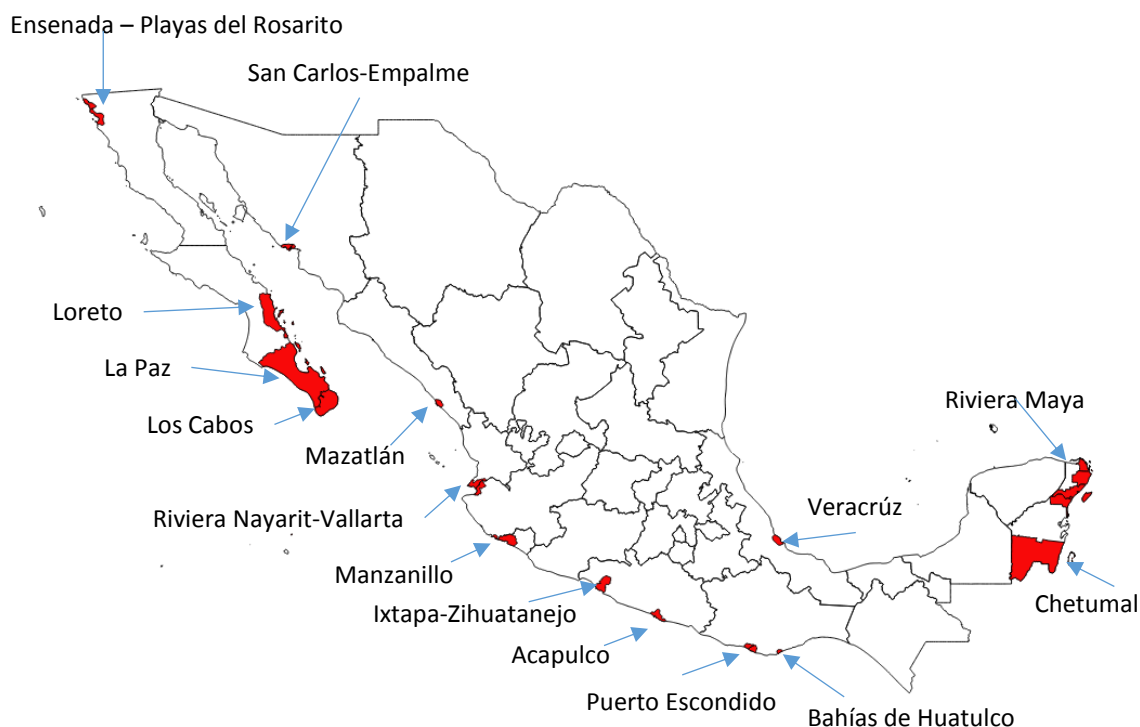 Ensenada – Playas del Rosarito
San Carlos-Empalme
Loreto
La Paz
Los Cabos
Mazatlán
Riviera Maya
Riviera Nayarit-Vallarta
Veracrúz
Manzanillo
Ixtapa-Zihuatanejo
Chetumal
Acapulco
Puerto Escondido
Bahías de Huatulco